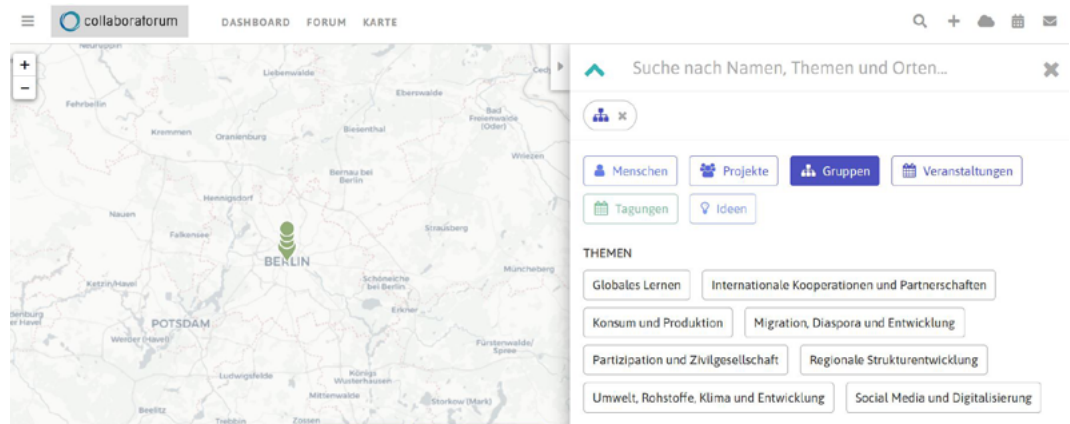 collaboratorum
DASHBOARD FORUM KARTE
+
−
Neuruppin
Liebenwalde
Eberswalde
Fehrbellin
Bad
Freienwalde
(Oder)
Kremmen
Oranienburg
Biesenthal
Wriezen
Bernau bei
Berlin
Hennigsdorf
Nauen
Strausberg
Falkensee
BERLIN
Müncheberg
Schöneiche
bei Berlin
Ketzin/Havel
Erkner
POTSDAM
Werder (Havel)
Fürstenwalde/
Spree
Ludwigsfelde
Königs
Wusterhausen
Mittenwalde
Storkow (Mark)
Beelitz
Trebbin
Zossen
Suche nach Namen, Themen und Orten...
Menschen Projekte Gruppen Veranstaltungen
Tagungen Ideen
THEMEN
Globales Lernen Internationale Kooperationen und Partnerschaften
Konsum und Produktion Migration, Diaspora und Entwicklung
Partizipation und Zivilgesellschaft Regionale Strukturentwicklung
Umwelt, Rohstoffe, Klima und Entwicklung Social Media und Digitalisierung